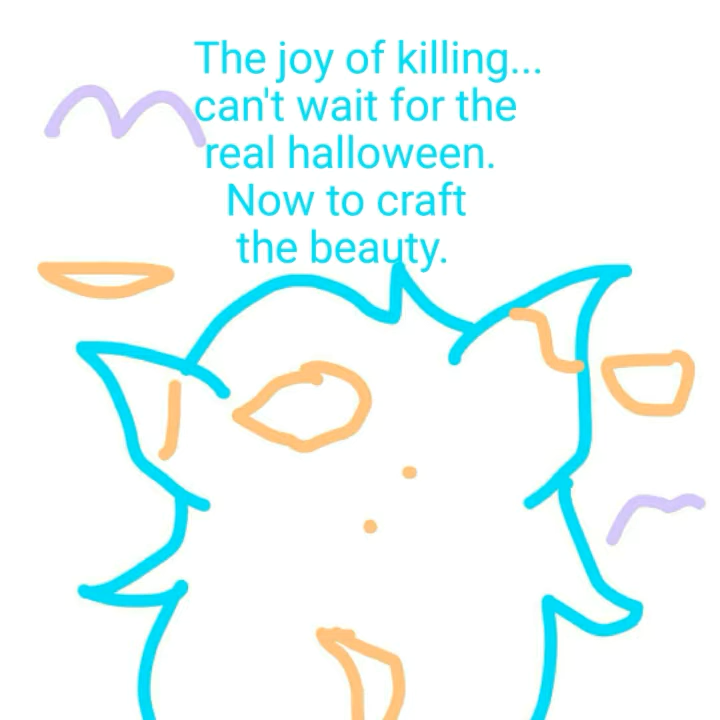 The joy of killing...
can't wait for the
real halloween.
Now to craft
the beauty.